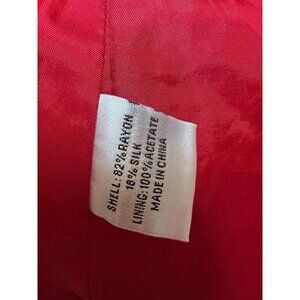 SHELL: 82% RAYON
18% SILK
LINING: 100% ACETATE
MADE IN CHINA